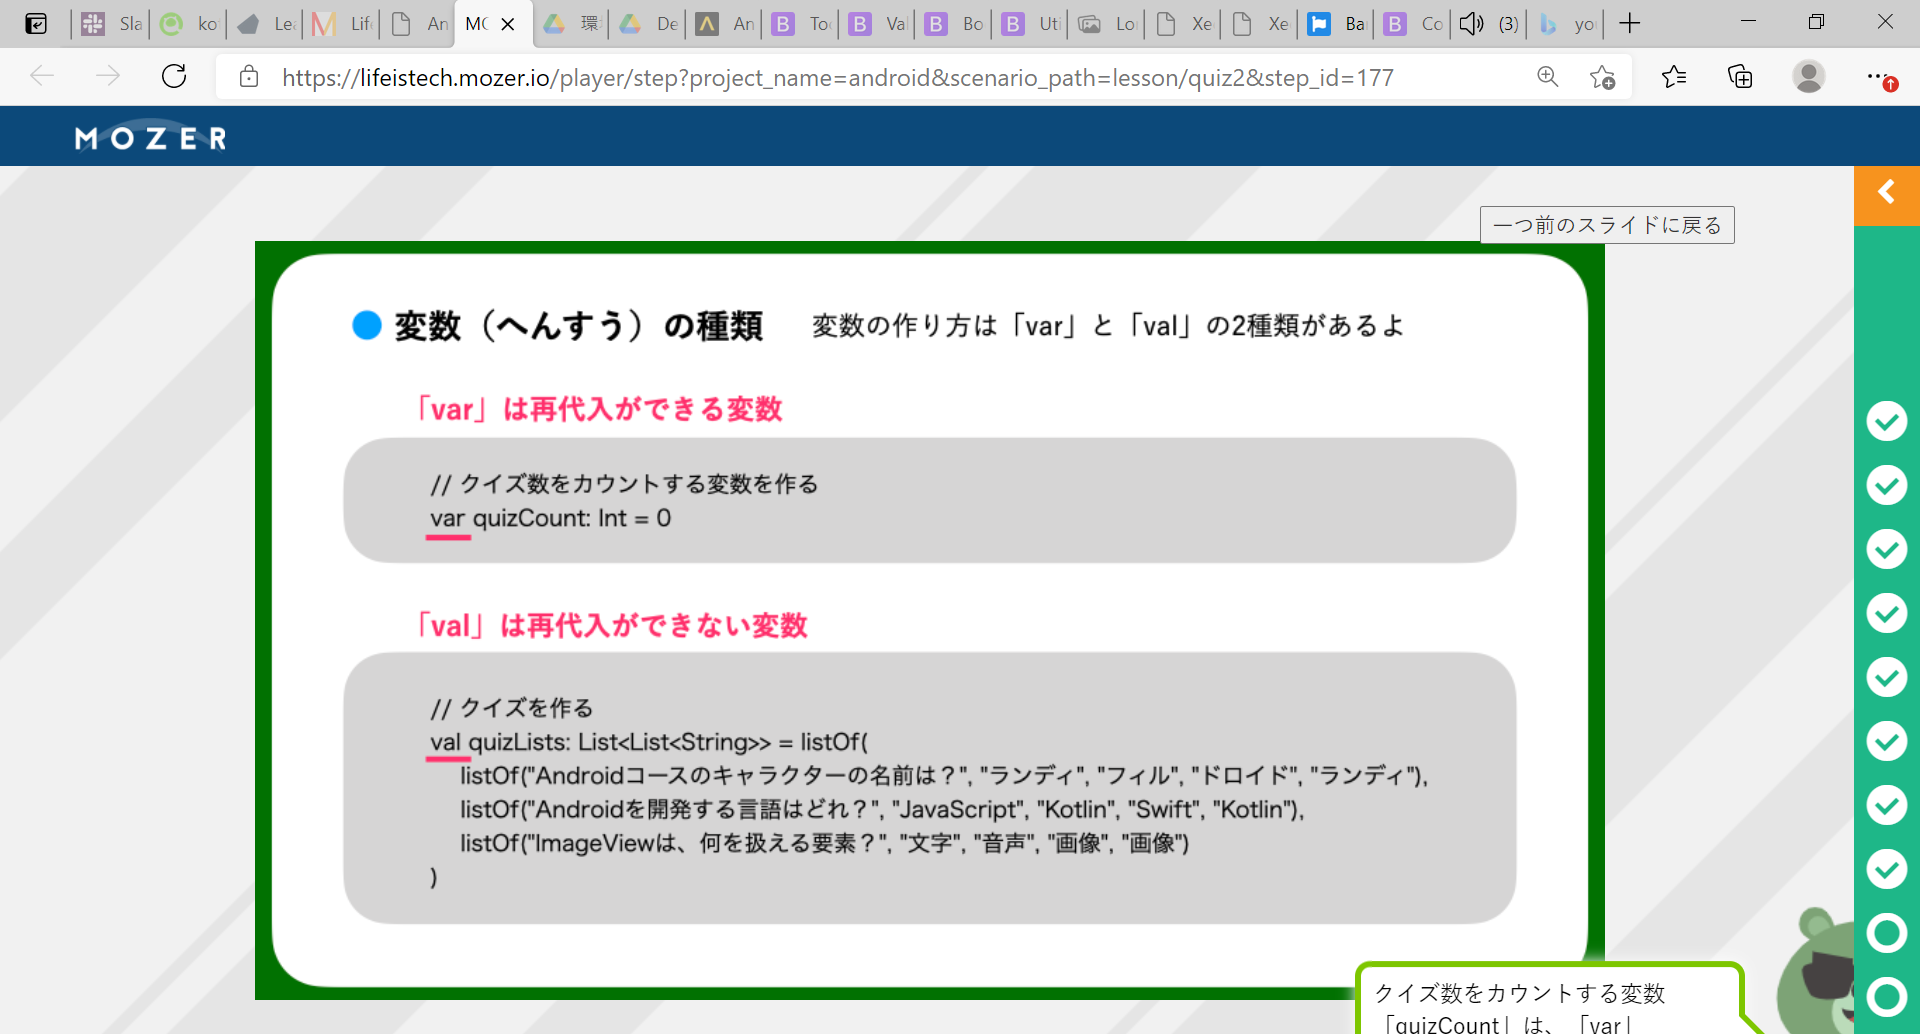 Sla
ko
Le
Life
An
MO
環
De
An
Too
Val
Bo
Uti
Lo
Xe
Xe
Ba
Co
(3)
yo
https://lifeistech.mozer.io/player/step?project_name=android&scenario_path=lesson/quiz2&step_id=177
MOZER
一つ前のスライドに戻る
変数（へんすう）の種類 変数の作り方は「var」と「val」の2種類があるよ
「var」は再代入ができる変数
// クイズ数をカウントする変数を作る
var quizCount: Int = 0
「val」は再代入ができない変数
// クイズを作る
val quizLists: List<List<String>> = listOf(
listOf("Androidコースのキャラクターの名前は？", "ランディ", "フィル", "ドロイド", "ランディ"),
listOf("Androidを開発する言語はどれ？", "JavaScript", "Kotlin", "Swift", "Kotlin"),
listOf("ImageViewは、何を扱える要素？", "文字", "音声", "画像", "画像")
)
クイズ数をカウントする変数
「quizCount」は、「var」